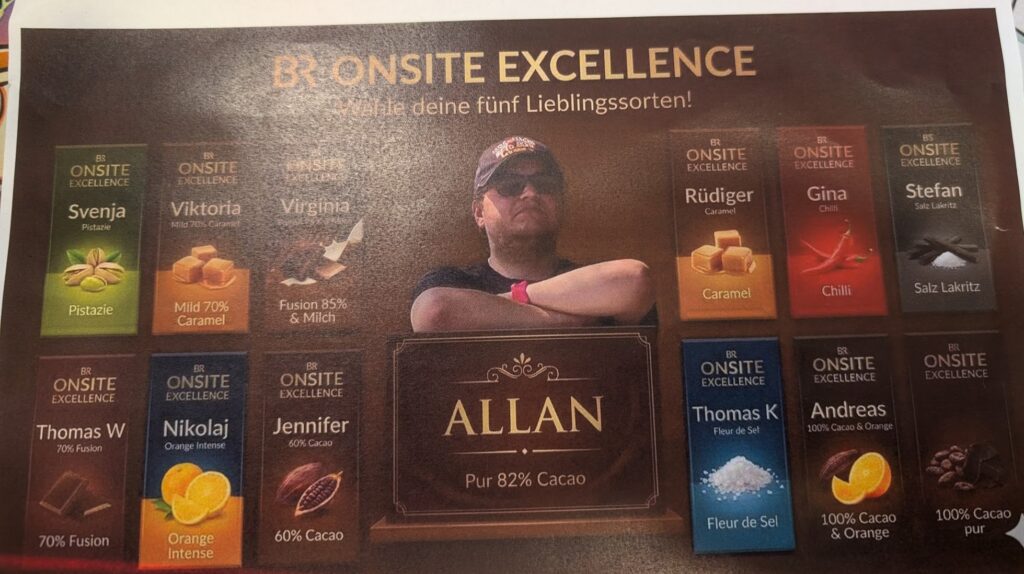 BR ONSITE EXCELLENCE
Wähle deine fünf Lieblingssorten!
BR
ONSITE
EXCELLENCE
Svenja
Pistazie
Pistazie
BR
ONSITE
EXCELLENCE
Viktoria
Mild 70% Caramel
Mild 70%
Caramel
BR
ONSITE
EXCELLENCE
Virginia
Fusion 85%
& Milch
BR
ONSITE
EXCELLENCE
Rüdiger
Caramel
Caramel
BR
ONSITE
EXCELLENCE
Gina
Chilli
Chilli
ONSITE
EXCELLENCE
Stefan
Salz Lakritz
Salz Lakritz
BR
ONSITE
EXCELLENCE
Thomas W
70% Fusion
70% Fusion
BR
ONSITE
EXCELLENCE
Nikolaj
Orange Intense
Orange
Intense
BR
ONSITE
EXCELLENCE
Jennifer
60% Cacao
60% Cacao
ALLAN
Pur 82% Cacao
BR
ONSITE
EXCELLENCE
Thomas K
Fleur de Sel
Fleur de Sel
BR
ONSITE
EXCELLENCE
Andreas
100% Cacao & Orange
100% Cacao
& Orange
BR
ONSITE
EXCELLENCE
100% Cacao
pur